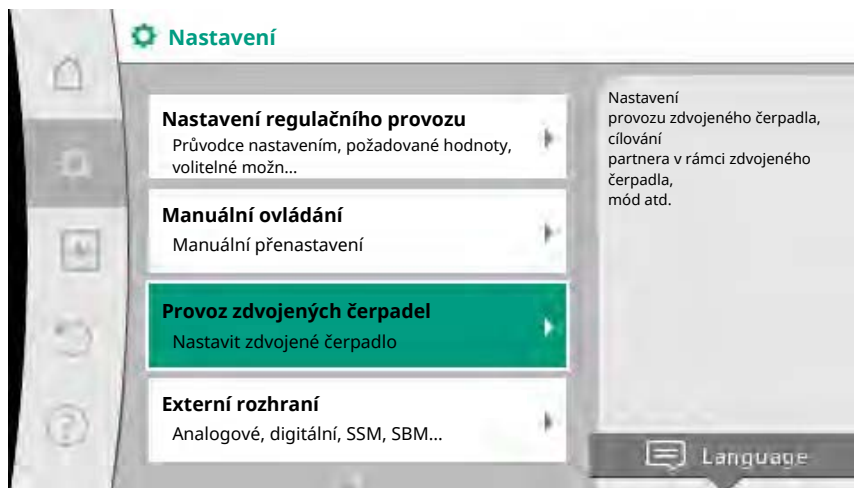 Nastavení
Nastavení regulačního provozu
Průvodce nastavením, požadované hodnoty,
volitelné možn...
Manuální ovládání
Manuální přenastavení
Provoz zdvojených čerpadel
Nastavit zdvojené čerpadlo
Externí rozhraní
Analogové, digitální, SSM, SBM...
Nastavení
provozu zdvojeného čerpadla,
cílování
partnera v rámci zdvojeného
čerpadla,
mód atd.
Language